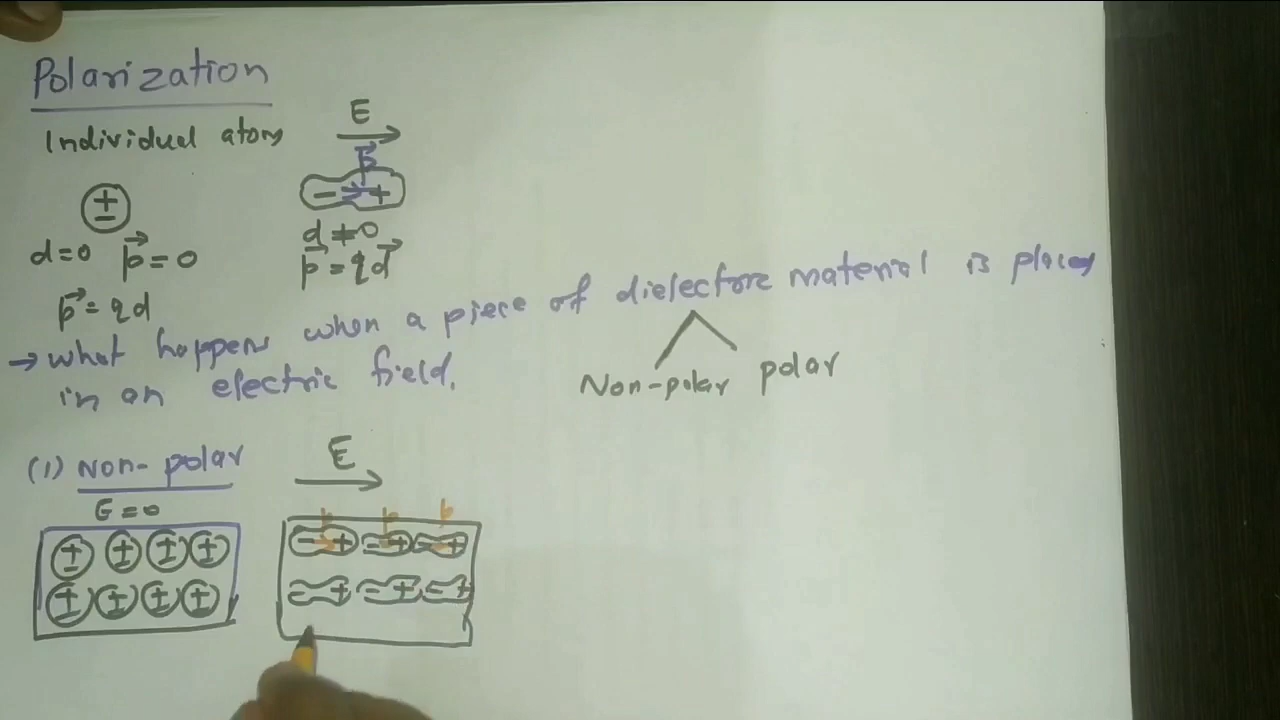 Polarization
Individual atoms
E
±
p⃗
- +
d=0 p⃗=0
d≠0
p⃗=qd⃗
p⃗=qd
→ what happens when a piece of dielectric material is placed
in an electric field.
Non-polar polar
(1) Non-polar
E
E=0
p p p
± ± ± ±
- + - + - +
± ± ± ±
- + - + - +